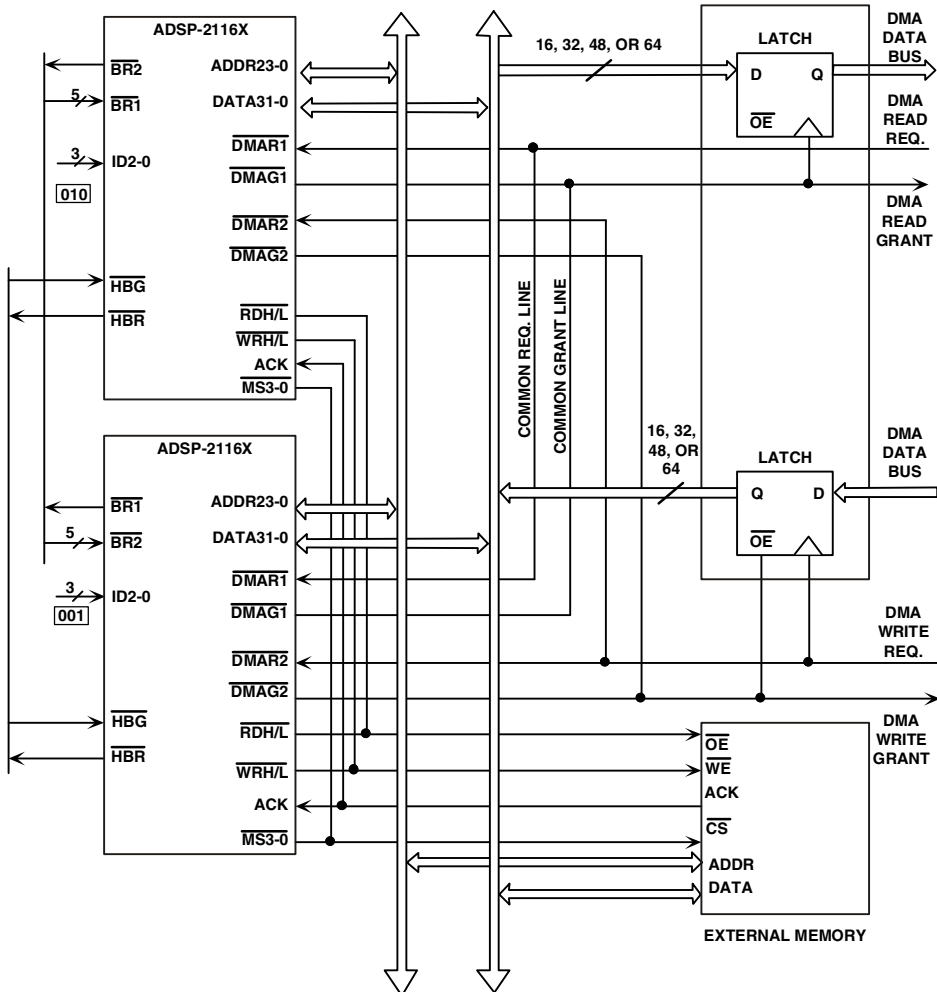 ADSP-2116X
BR2
BR1
5
3
ID2-0
010
HBG
HBR
ADDR23-0
DATA31-0
DMAR1
DMAG1
DMAR2
DMAG2
RDH/L
WRH/L
ACK
MS3-0
16, 32, 48, OR 64
LATCH
D
Q
OE
DMA
DATA
BUS
DMA
READ
REQ.
DMA
READ
GRANT
COMMON REQ. LINE
COMMON GRANT LINE
ADSP-2116X
BR1
5
BR2
3
ID2-0
001
HBG
HBR
ADDR23-0
DATA31-0
DMAR1
DMAG1
DMAR2
DMAG2
RDH/L
WRH/L
ACK
MS3-0
16, 32,
48, OR
64
LATCH
Q
D
OE
DMA
DATA
BUS
DMA
WRITE
REQ.
DMA
WRITE
GRANT
OE
WE
ACK
CS
ADDR
DATA
EXTERNAL MEMORY